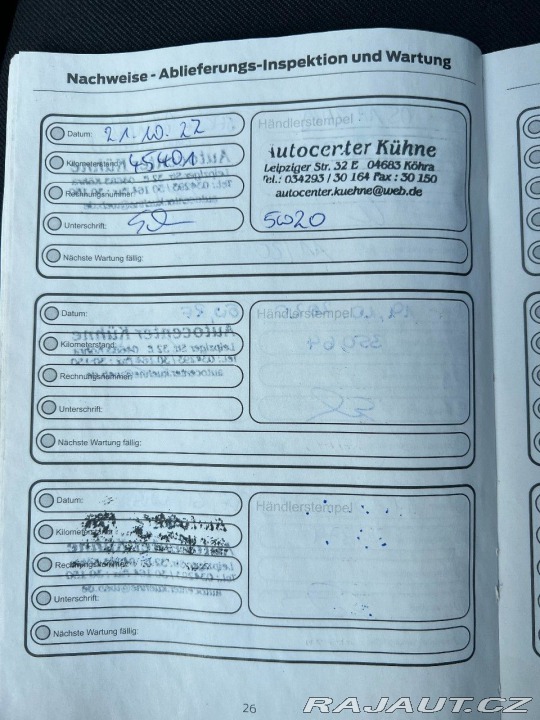 Nachweise - Ablieferungs-Inspektion und Wartung
Datum: 21.10.22
Kilometerstand: 45401
Rechnungsnummer:
Unterschrift:
Nächste Wartung fällig:
Händlerstempel
Autocenter Kühne
Leipziger Str. 32 E 04683 Köhra
Tel.: 034293 / 30 164 Fax : 30 150
autocenter.kuehne@web.de
5W20
Datum:
Kilometerstand:
Rechnungsnummer:
Unterschrift:
Nächste Wartung fällig:
Händlerstempel
Datum:
Kilometerstand:
Rechnungsnummer:
Unterschrift:
Nächste Wartung fällig:
Händlerstempel
26
RAJAUT.CZ